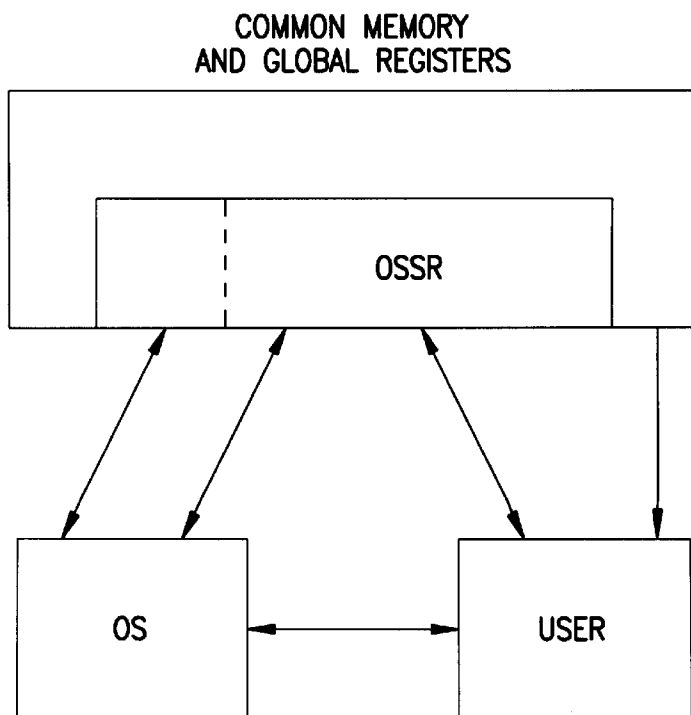 COMMON MEMORY
AND GLOBAL REGISTERS
OSSR
OS
USER